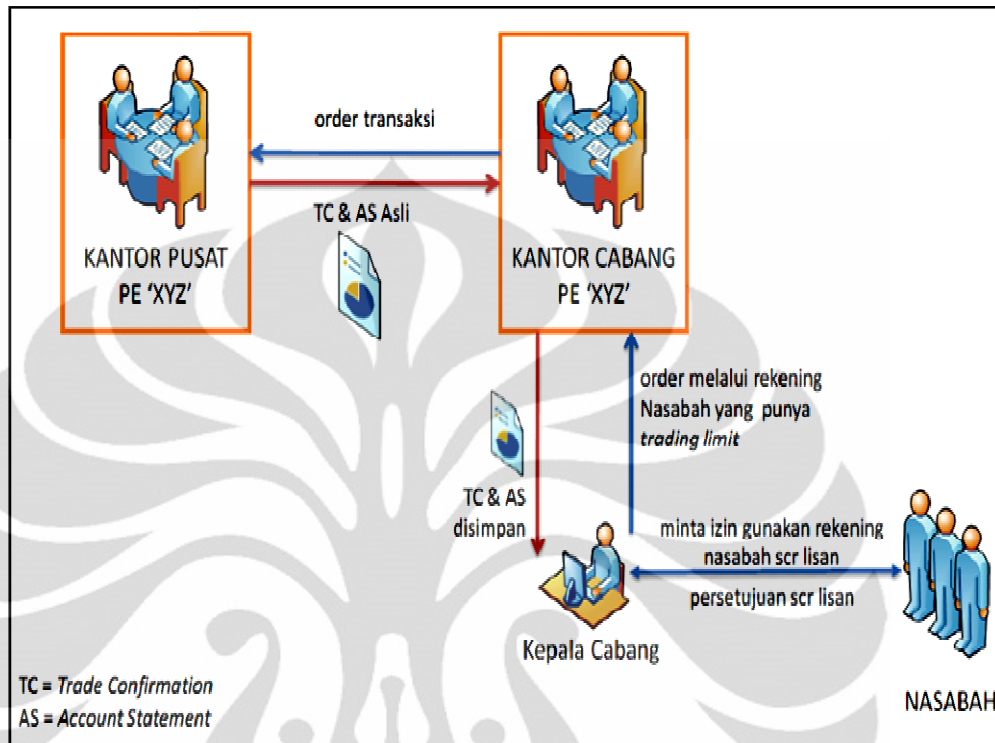 order transaksi
TC & AS Asli
KANTOR PUSAT
PE 'XYZ'
KANTOR CABANG
PE 'XYZ'
order melalui rekening
Nasabah yang punya
trading limit
TC & AS
disimpan
minta izin gunakan rekening
nasabah scr lisan
persetujuan scr lisan
Kepala Cabang
NASABAH
TC = Trade Confirmation
AS = Account Statement